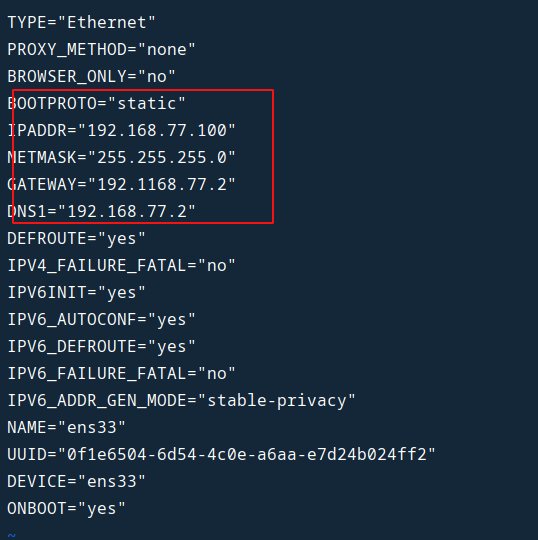 TYPE="Ethernet"
PROXY_METHOD="none"
BROWSER_ONLY="no"
BOOTPROTO="static"
IPADDR="192.168.77.100"
NETMASK="255.255.255.0"
GATEWAY="192.1168.77.2"
DNS1="192.168.77.2"
DEFROUTE="yes"
IPV4_FAILURE_FATAL="no"
IPV6INIT="yes"
IPV6_AUTOCONF="yes"
IPV6_DEFROUTE="yes"
IPV6_FAILURE_FATAL="no"
IPV6_ADDR_GEN_MODE="stable-privacy"
NAME="ens33"
UUID="0f1e6504-6d54-4c0e-a6aa-e7d24b024ff2"
DEVICE="ens33"
ONBOOT="yes"
~